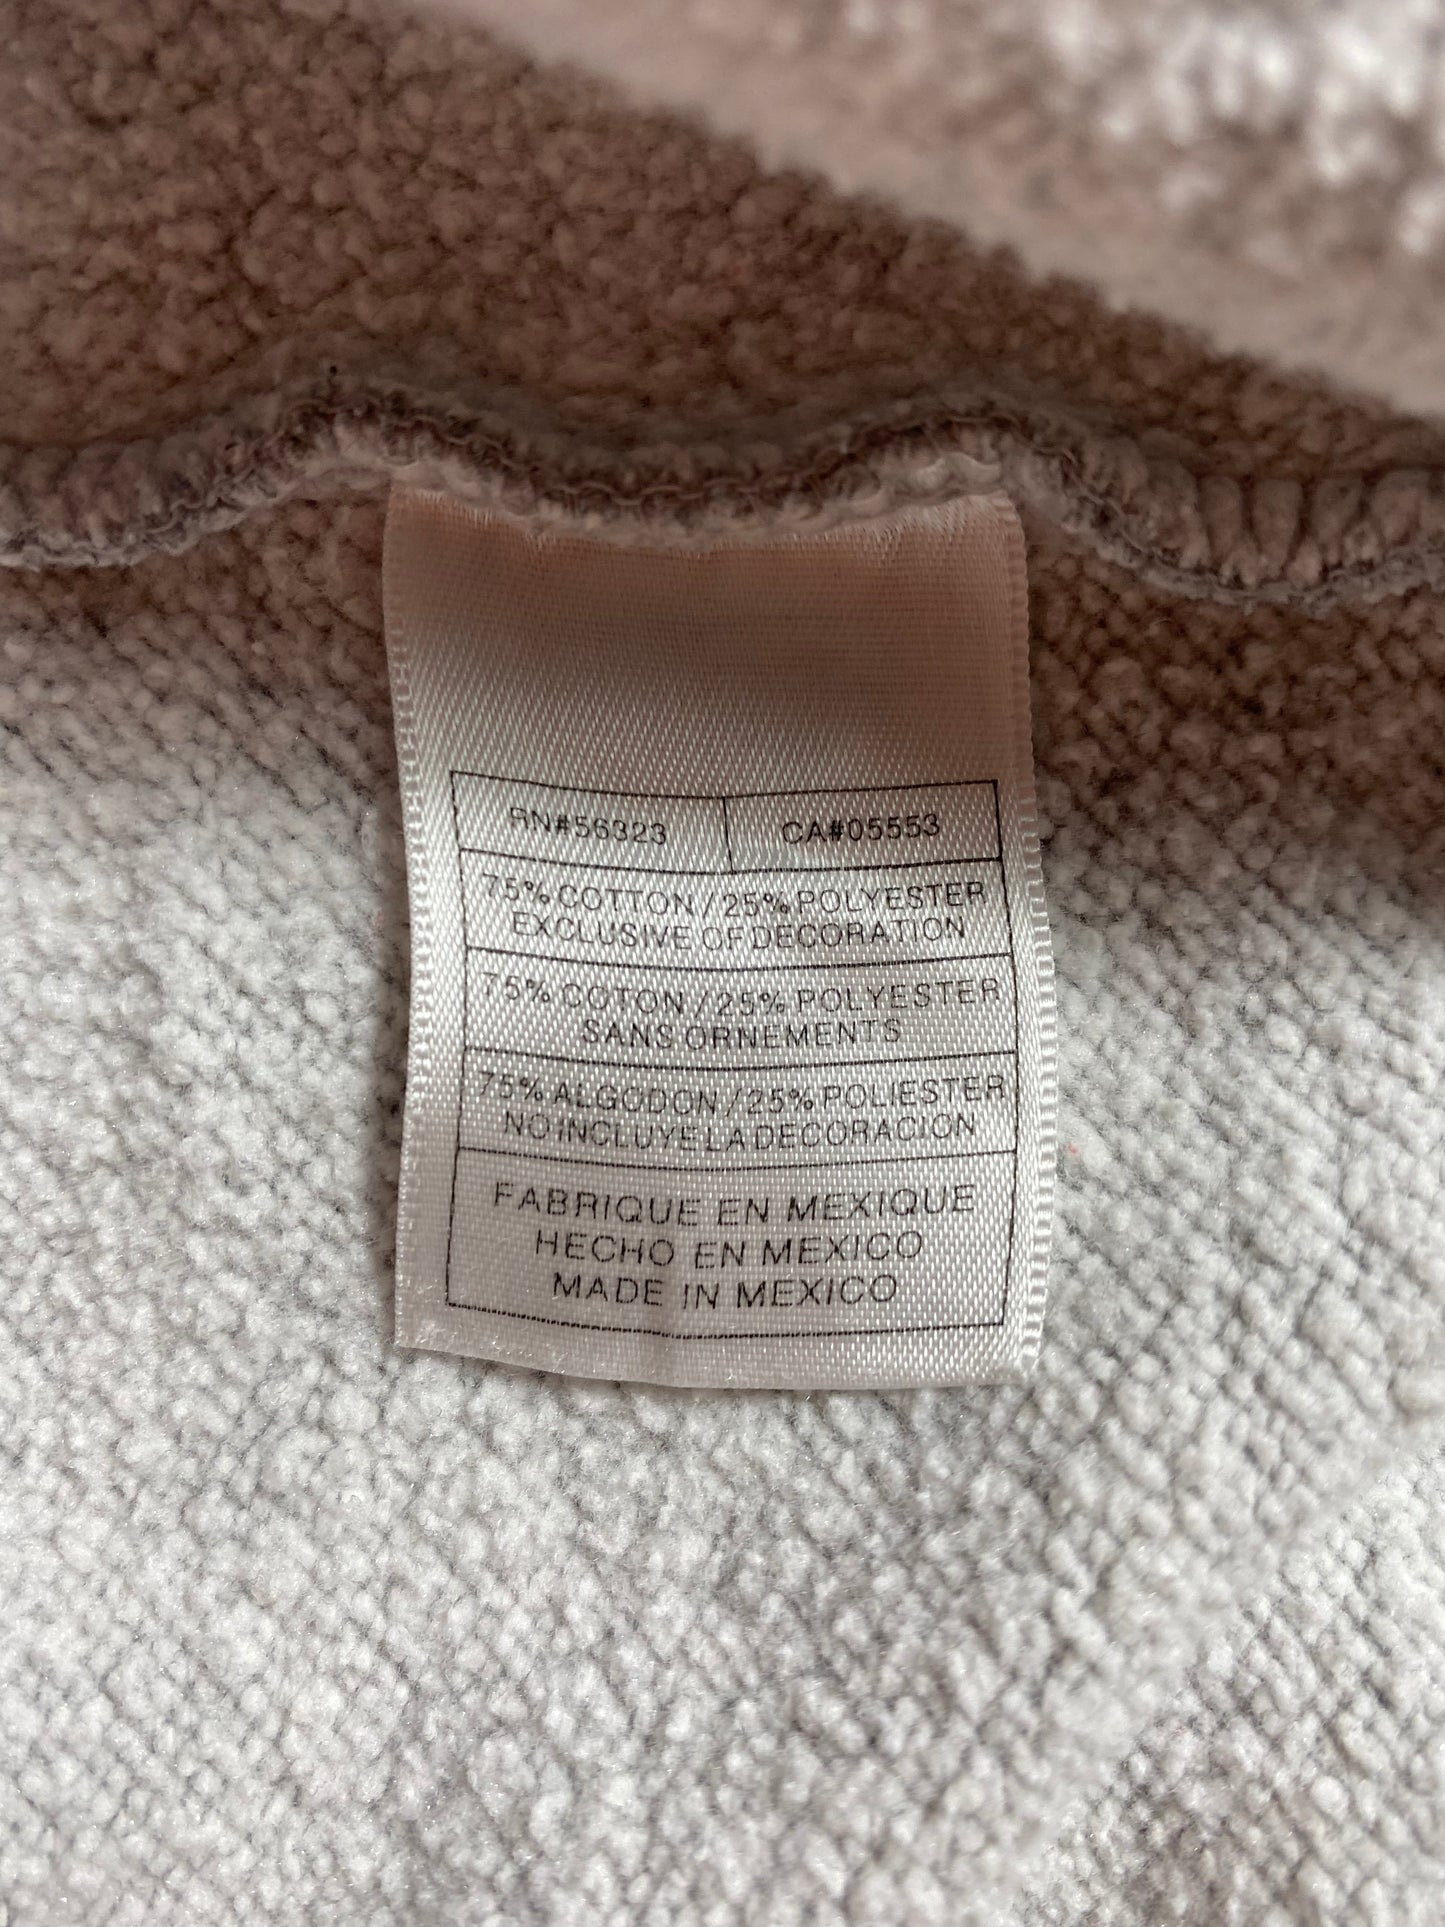 RN#56323 CA#05553
75% COTTON/25% POLYESTER
EXCLUSIVE OF DECORATION
75% COTON/25% POLYESTER
SANS ORNEMENTS
75% ALGODON/25% POLIESTER
NO INCLUYE LA DECORACION
FABRIQUE EN MEXIQUE
HECHO EN MEXICO
MADE IN MEXICO